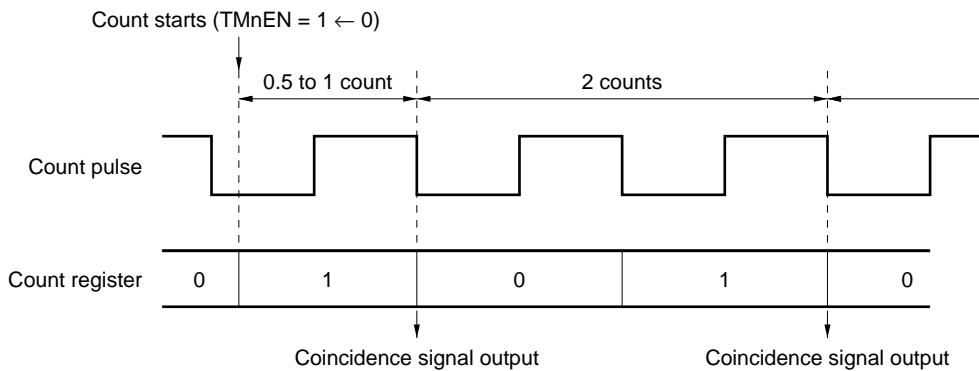 Count starts (TMnEN = 1 ← 0)
0.5 to 1 count
2 counts
Count pulse
Count register
0
1
0
1
0
Coincidence signal output
Coincidence signal output